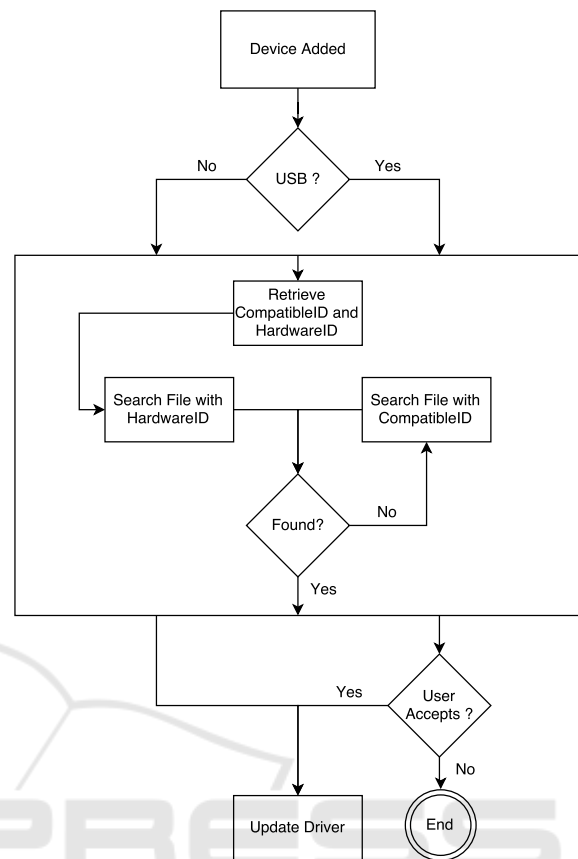 Device Added
USB ?
No
Yes
Retrieve
CompatibleID and
HardwareID
Search File with
HardwareID
Search File with
CompatibleID
Found?
No
Yes
User
Accepts ?
Yes
No
Update Driver
End
PRESS